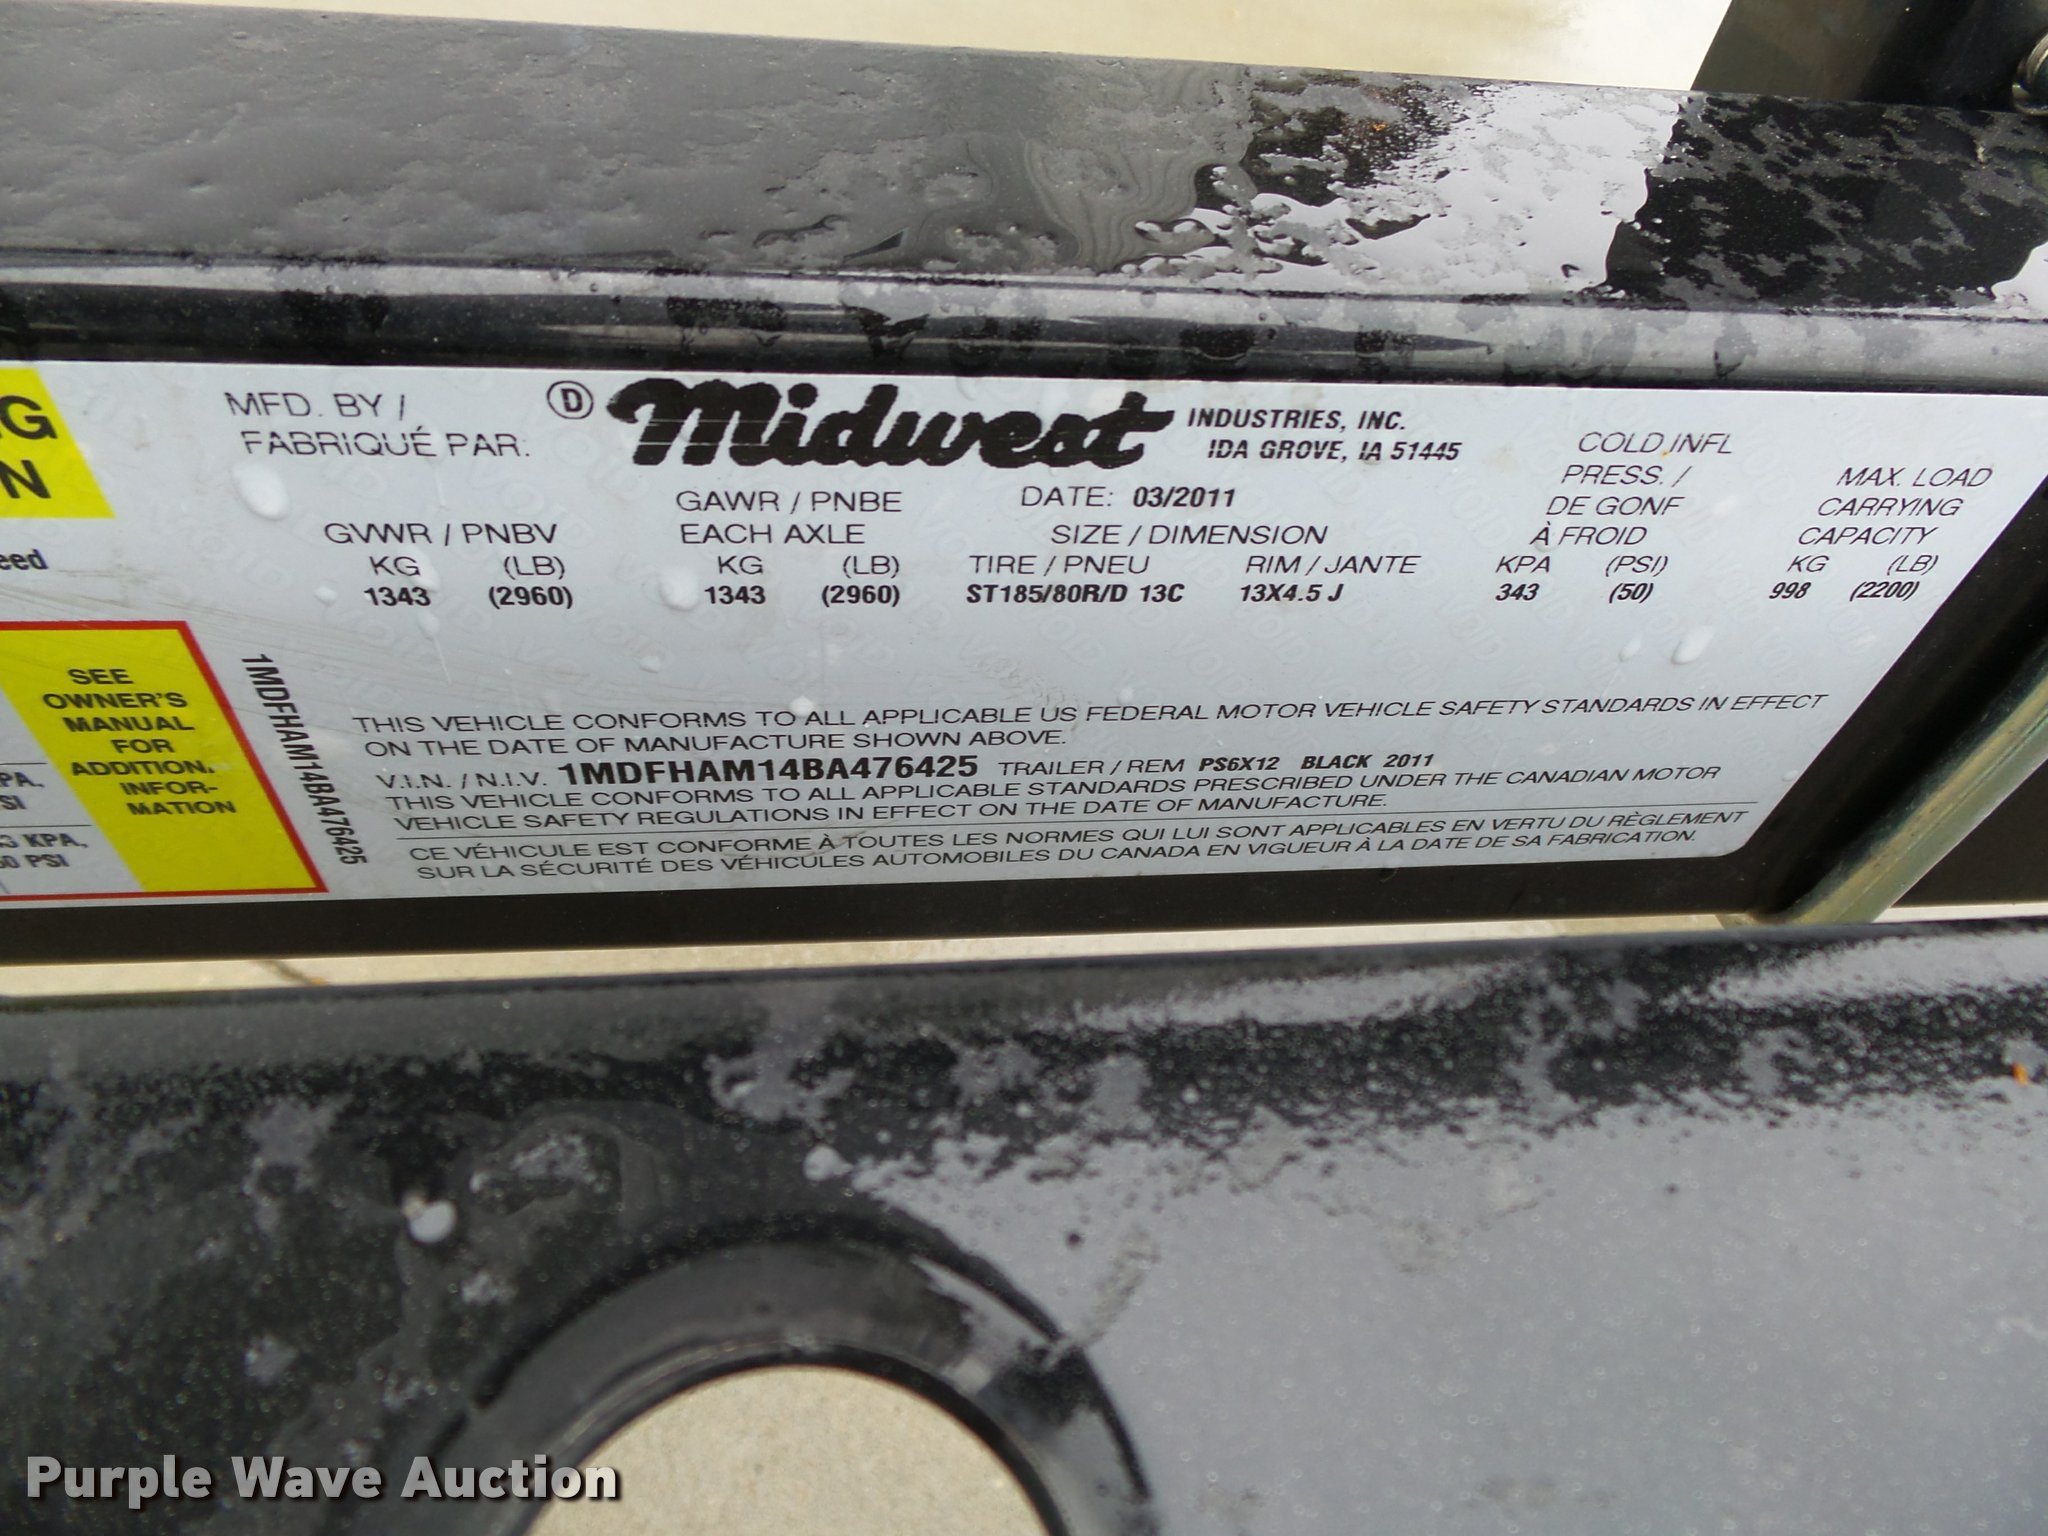 MFD. BY /
FABRIQUÉ PAR:
D Midwest INDUSTRIES, INC.
IDA GROVE, IA 51445
GVWR / PNBV
KG (LB)
1343 (2960)
GAWR / PNBE
EACH AXLE
KG (LB)
1343 (2960)
DATE: 03/2011
SIZE / DIMENSION
TIRE / PNEU RIM / JANTE
ST185/80R/D 13C 13X4.5 J
COLD INFL
PRESS. /
DE GONF
À FROID
KPA (PSI)
343 (50)
MAX. LOAD
CARRYING
CAPACITY
KG (LB)
998 (2200)
THIS VEHICLE CONFORMS TO ALL APPLICABLE US FEDERAL MOTOR VEHICLE SAFETY STANDARDS IN EFFECT
ON THE DATE OF MANUFACTURE SHOWN ABOVE.
V.I.N. / N.I.V. 1MDFHAM14BA476425 TRAILER / REM PS6X12 BLACK 2011
THIS VEHICLE CONFORMS TO ALL APPLICABLE STANDARDS PRESCRIBED UNDER THE CANADIAN MOTOR
VEHICLE SAFETY REGULATIONS IN EFFECT ON THE DATE OF MANUFACTURE.
CE VÉHICULE EST CONFORME À TOUTES LES NORMES QUI LUI SONT APPLICABLES EN VERTU DU RÈGLEMENT
SUR LA SÉCURITÉ DES VÉHICULES AUTOMOBILES DU CANADA EN VIGUEUR À LA DATE DE SA FABRICATION.
1MDFHAM14BA476425
SEE
OWNER'S
MANUAL
FOR
ADDITION.
INFOR-
MATION
KPA,
PSI
Purple Wave Auction